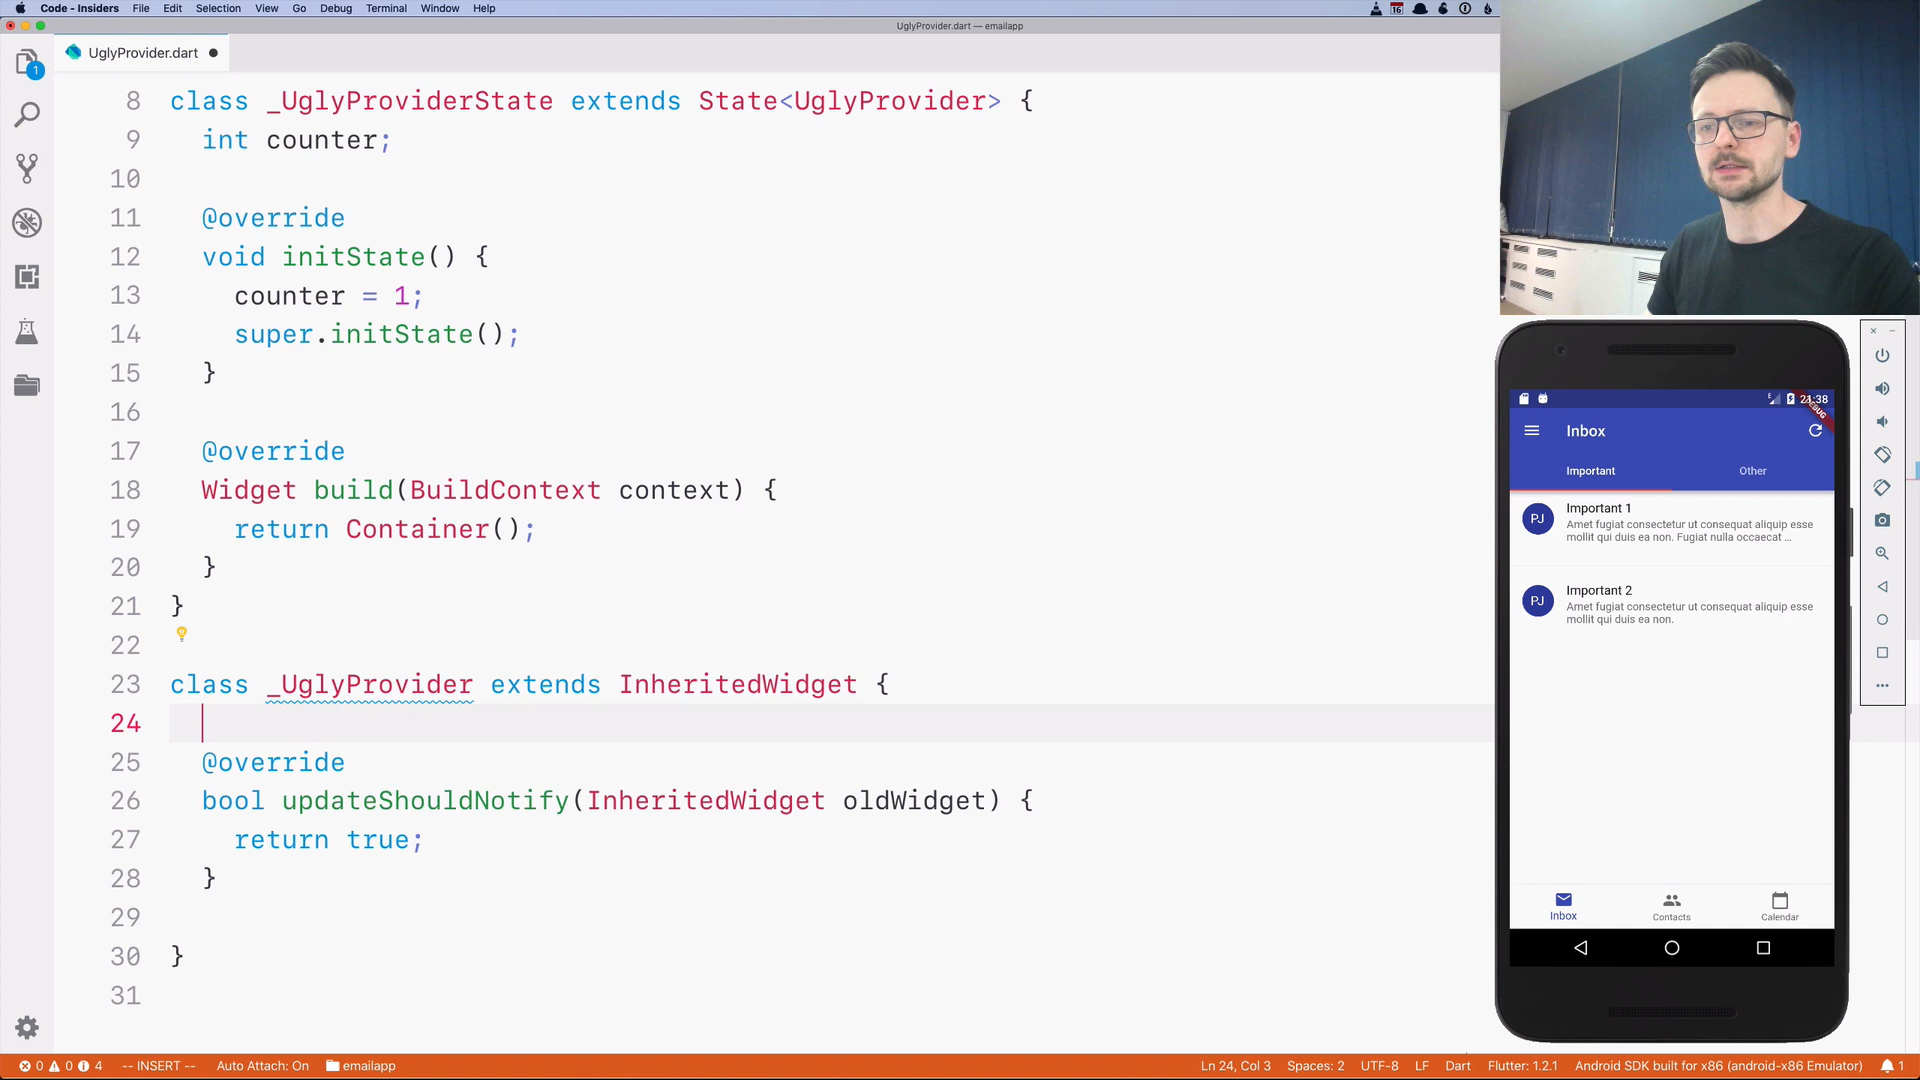 Code - Insiders File Edit Selection View Go Debug Terminal Window Help
16
UglyProvider.dart — emailapp
UglyProvider.dart
1
8 class _UglyProviderState extends State<UglyProvider> {
9 int counter;
10
11 @override
12 void initState() {
13 counter = 1;
14 super.initState();
15 }
16
17 @override
18 Widget build(BuildContext context) {
19 return Container();
20 }
21 }
22
23 class _UglyProvider extends InheritedWidget {
24
25 @override
26 bool updateShouldNotify(InheritedWidget oldWidget) {
27 return true;
28 }
29
30 }
31
21:38
DEBUG
Inbox
Important Other
PJ Important 1
Amet fugiat consectetur ut consequat aliquip esse
mollit qui duis ea non. Fugiat nulla occaecat ...
PJ Important 2
Amet fugiat consectetur ut consequat aliquip esse
mollit qui duis ea non.
Inbox Contacts Calendar
0 0 4 -- INSERT -- Auto Attach: On emailapp Ln 24, Col 3 Spaces: 2 UTF-8 LF Dart Flutter: 1.2.1 Android SDK built for x86 (android-x86 Emulator) 1